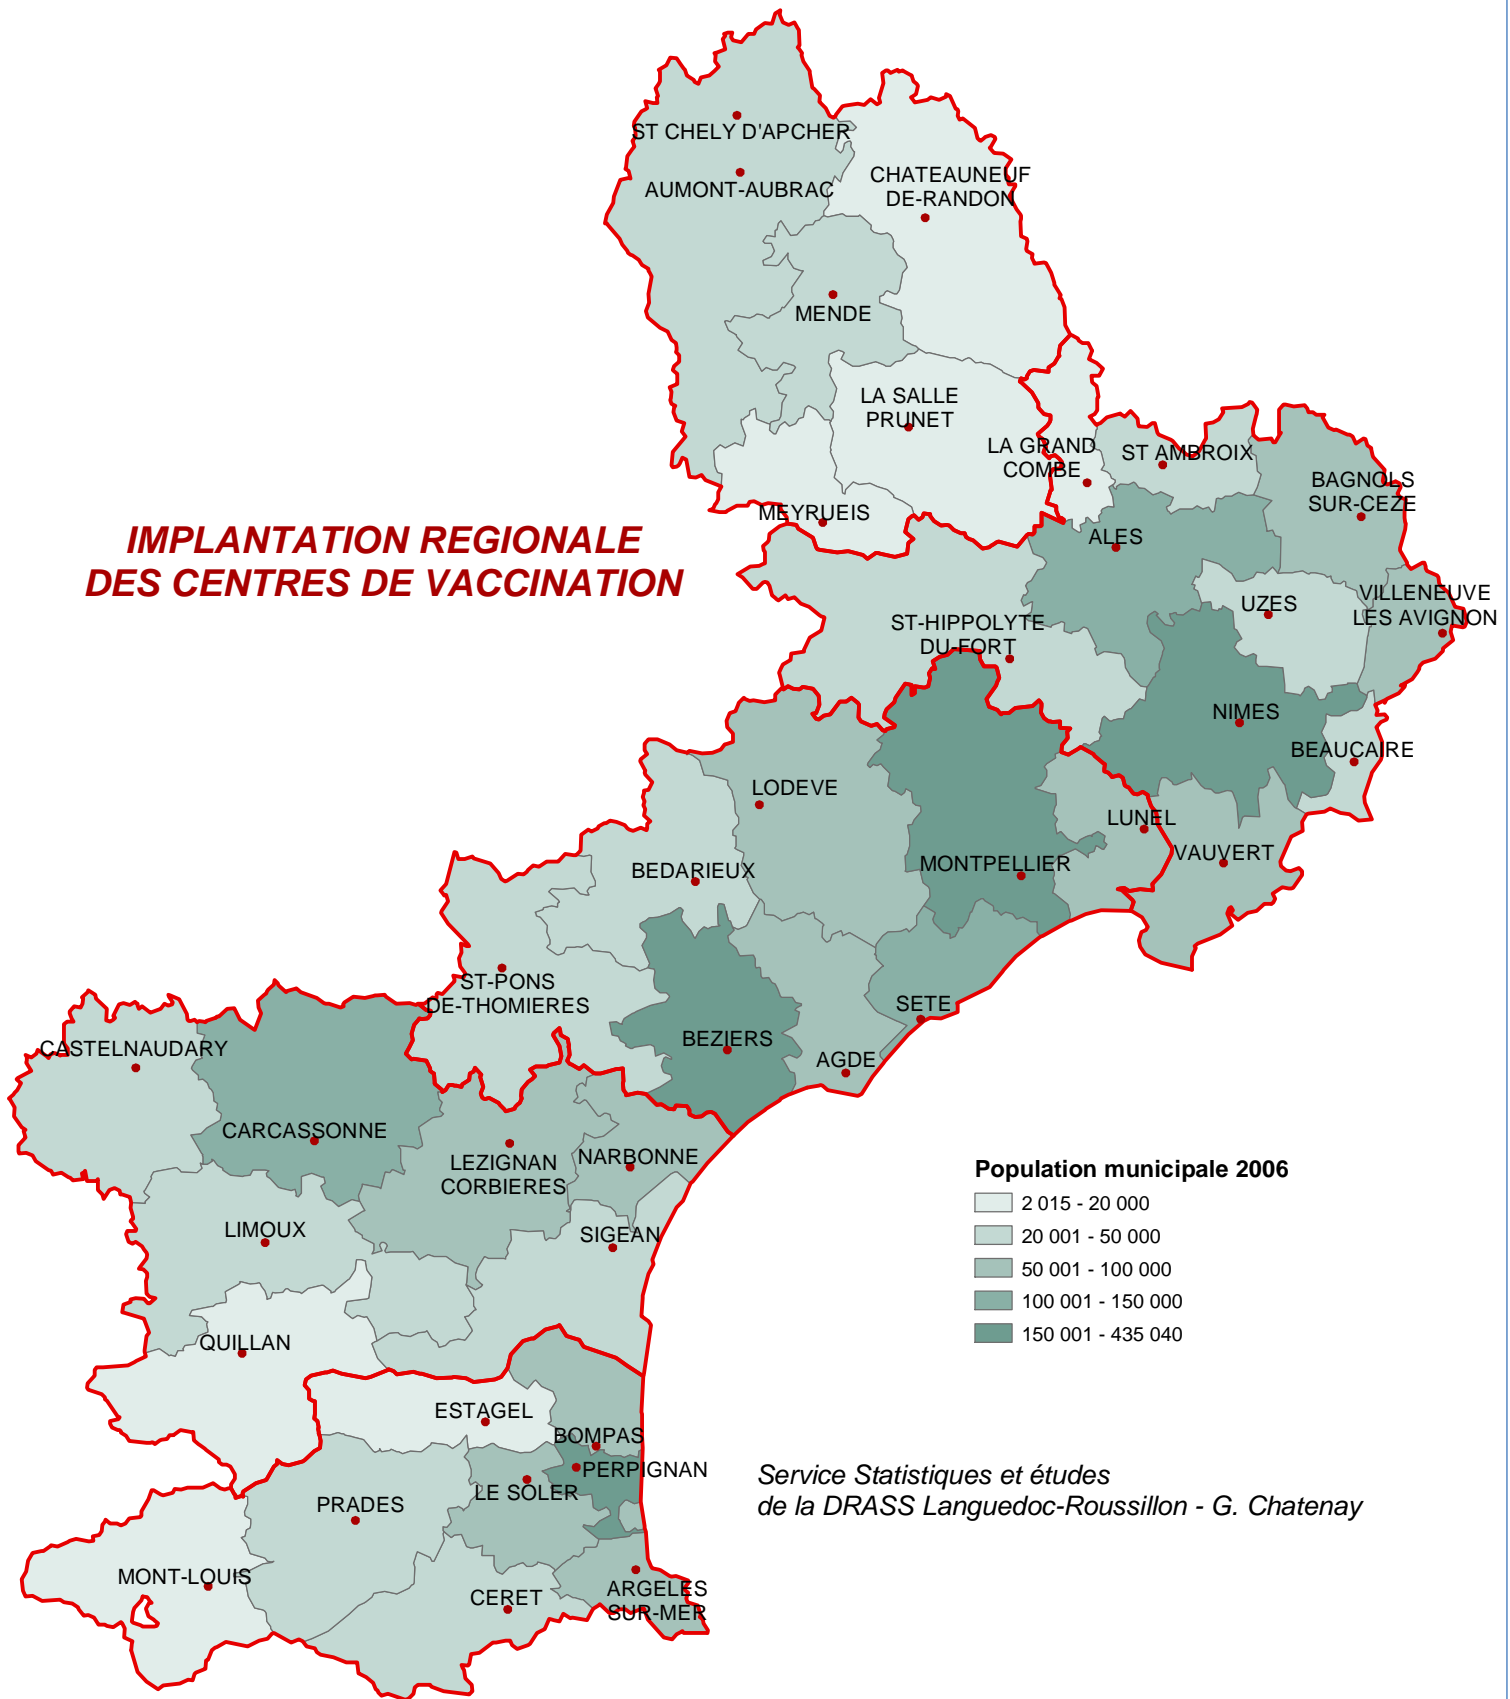 ST CHELY D'APCHER
AUMONT-AUBRAC
CHATEAUNEUF
DE-RANDON
MENDE
LA SALLE
PRUNET
LA GRAND
COMBE
ST AMBROIX
BAGNOLS
SUR-CEZE
MEYRUEIS
IMPLANTATION REGIONALE
DES CENTRES DE VACCINATION
ALES
UZES
VILLENEUVE
LES AVIGNON
ST-HIPPOLYTE
DU-FORT
NIMES
BEAUCAIRE
LODEVE
LUNEL
VAUVERT
MONTPELLIER
BEDARIEUX
ST-PONS
DE-THOMIERES
SETE
BEZIERS
AGDE
CASTELNAUDARY
CARCASSONNE
LEZIGNAN
CORBIERES
NARBONNE
LIMOUX
SIGEAN
Population municipale 2006
2 015 - 20 000
20 001 - 50 000
50 001 - 100 000
100 001 - 150 000
150 001 - 435 040
QUILLAN
ESTAGEL
BOMPAS
PERPIGNAN
LE SOLER
PRADES
Service Statistiques et études
de la DRASS Languedoc-Roussillon - G. Chatenay
MONT-LOUIS
CERET
ARGELES
SUR-MER